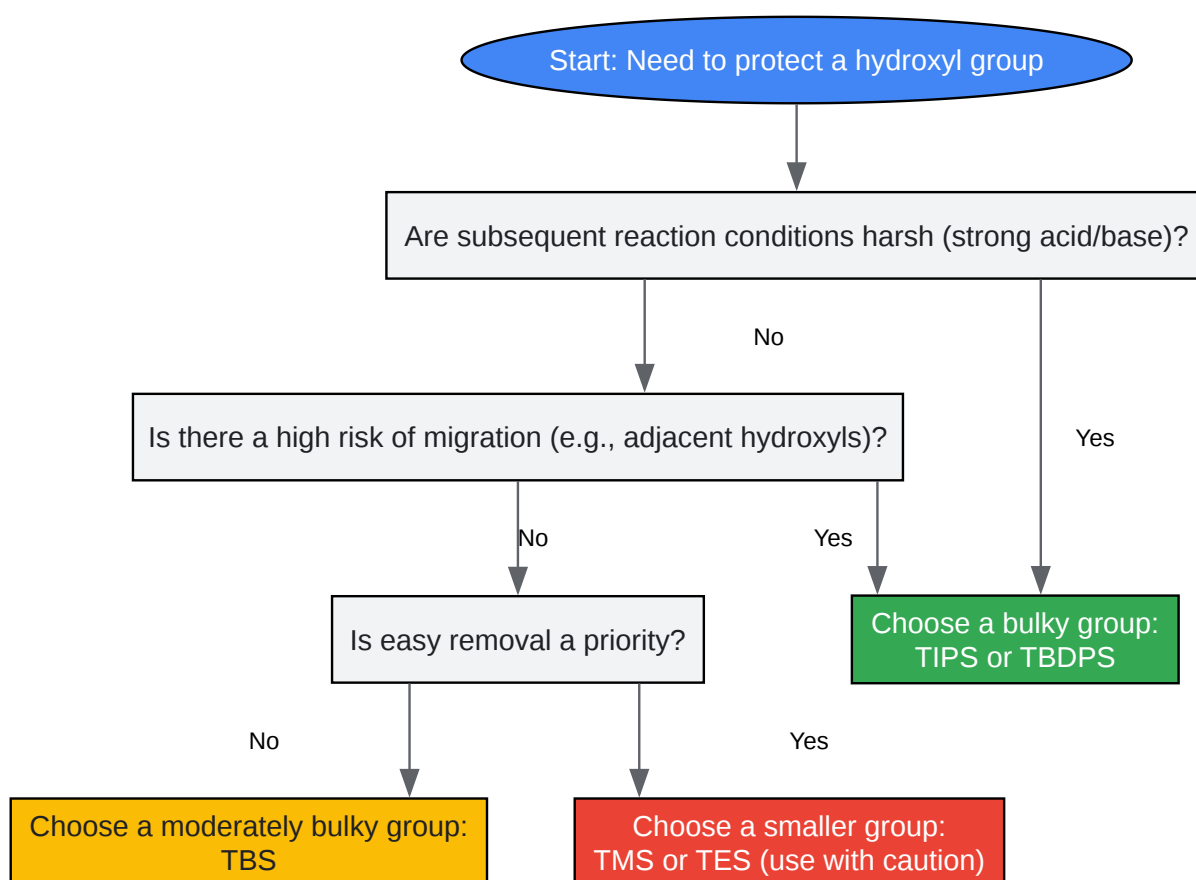 Start: Need to protect a hydroxyl group
Are subsequent reaction conditions harsh (strong acid/base)?
No
Is there a high risk of migration (e.g., adjacent hydroxyls)?
Yes
No
Yes
Is easy removal a priority?
Choose a bulky group:
TIPS or TBDPS
No
Yes
Choose a moderately bulky group:
TBS
Choose a smaller group:
TMS or TES (use with caution)